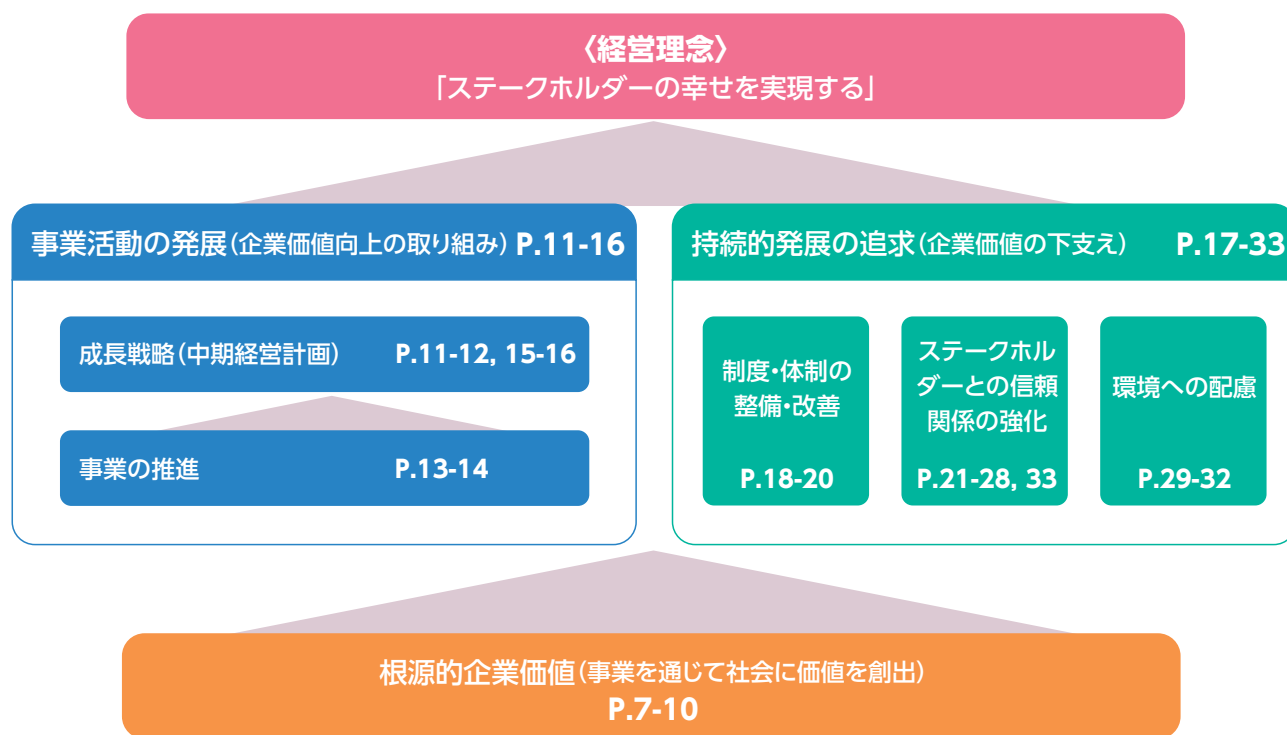 〈経営理念〉
「ステークホルダーの幸せを実現する」
事業活動の発展（企業価値向上の取り組み） P.11-16
成長戦略（中期経営計画） P.11-12, 15-16
事業の推進 P.13-14
持続的発展の追求（企業価値の下支え） P.17-33
制度・体制の
整備・改善
P.18-20
ステークホル
ダーとの信頼
関係の強化
P.21-28, 33
環境への配慮
P.29-32
根源的企業価値（事業を通じて社会に価値を創出）
P.7-10